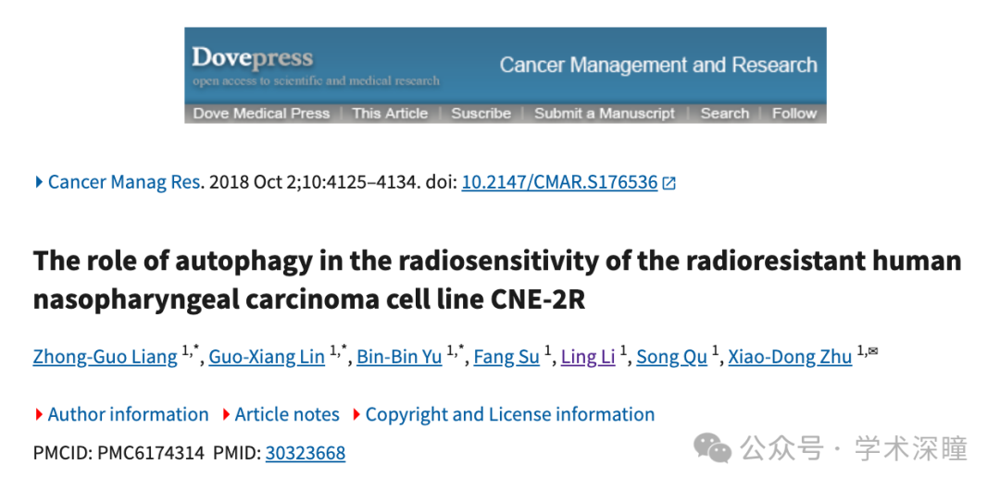 Dovepress
open access to scientific and medical research
Cancer Management and Research
Dove Medical Press | This Article | Suscribe | Submit a Manuscript | Search | Follow
Cancer Manag Res. 2018 Oct 2;10:4125–4134. doi: 10.2147/CMAR.S176536
The role of autophagy in the radiosensitivity of the radioresistant human
nasopharyngeal carcinoma cell line CNE-2R
Zhong-Guo Liang 1,*, Guo-Xiang Lin 1,*, Bin-Bin Yu 1,*, Fang Su 1, Ling Li 1, Song Qu 1, Xiao-Dong Zhu 1,✉
Author information Article notes Copyright and License information
PMCID: PMC6174314 PMID: 30323668
公众号 · 学术深瞳